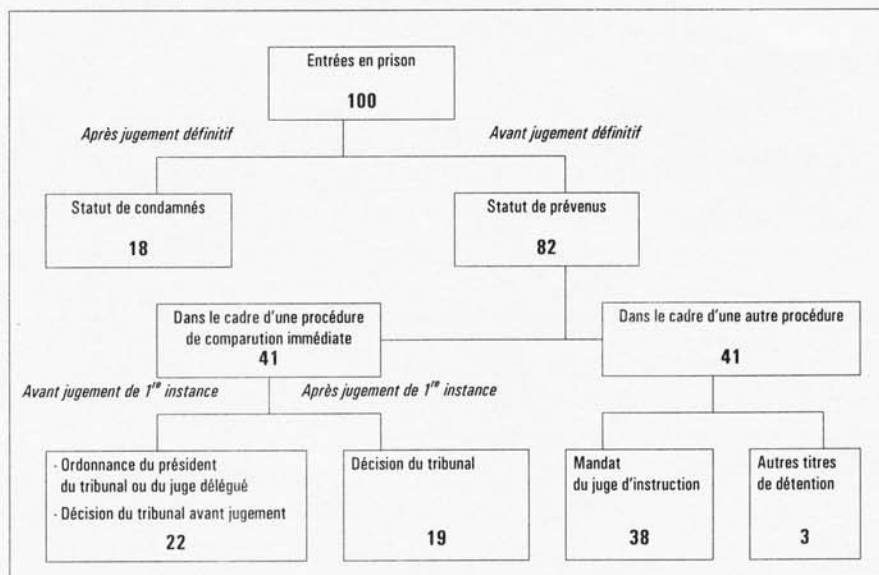 Entrées en prison
100
Après jugement définitif
Avant jugement définitif
Statut de condamnés
18
Statut de prévenus
82
Dans le cadre d'une procédure
de comparution immédiate
41
Dans le cadre d'une autre procédure
41
Avant jugement de 1re instance
Après jugement de 1re instance
- Ordonnance du président
du tribunal ou du juge délégué
- Décision du tribunal avant jugement
22
Décision du tribunal
19
Mandat
du juge d'instruction
38
Autres titres
de détention
3